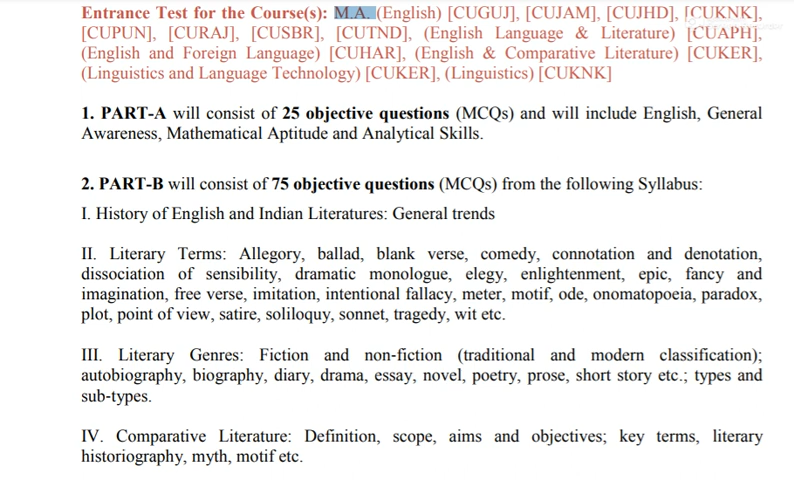 Entrance Test for the Course(s): M.A. (English) [CUGUJ], [CUJAM], [CUJHD], [CUKNK],
[CUPUN], [CURAJ], [CUSBR], [CUTND], (English Language & Literature) [CUAPH],
(English and Foreign Language) [CUHAR], (English & Comparative Literature) [CUKER],
(Linguistics and Language Technology) [CUKER], (Linguistics) [CUKNK]
1. PART-A will consist of 25 objective questions (MCQs) and will include English, General
Awareness, Mathematical Aptitude and Analytical Skills.
2. PART-B will consist of 75 objective questions (MCQs) from the following Syllabus:
I. History of English and Indian Literatures: General trends
II. Literary Terms: Allegory, ballad, blank verse, comedy, connotation and denotation,
dissociation of sensibility, dramatic monologue, elegy, enlightenment, epic, fancy and
imagination, free verse, imitation, intentional fallacy, meter, motif, ode, onomatopoeia, paradox,
plot, point of view, satire, soliloquy, sonnet, tragedy, wit etc.
III. Literary Genres: Fiction and non-fiction (traditional and modern classification);
autobiography, biography, diary, drama, essay, novel, poetry, prose, short story etc.; types and
sub-types.
IV. Comparative Literature: Definition, scope, aims and objectives; key terms, literary
historiography, myth, motif etc.